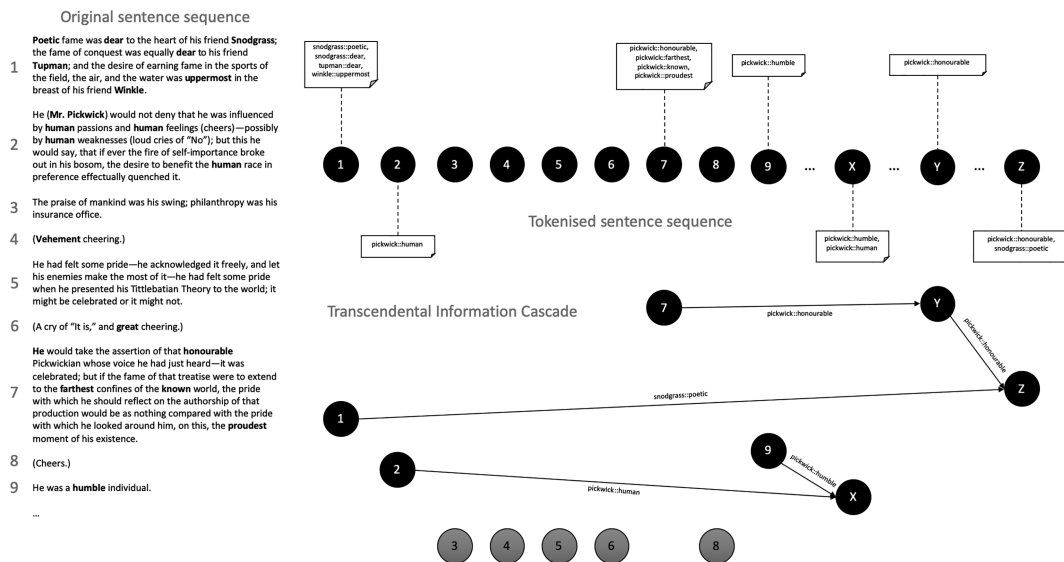 Original sentence sequence
1
Poetic fame was dear to the heart of his friend Snodgrass;
the fame of conquest was equally dear to his friend
Tupman; and the desire of earning fame in the sports of
the field, the air, and the water was uppermost in the
breast of his friend Winkle.
2
He (Mr. Pickwick) would not deny that he was influenced
by human passions and human feelings (cheers)—possibly
by human weaknesses (loud cries of “No”); but this he
would say, that if ever the fire of self-importance broke
out in his bosom, the desire to benefit the human race in
preference effectually quenched it.
3
The praise of mankind was his swing; philanthropy was his
insurance office.
4
(Vehement cheering.)
5
He had felt some pride—he acknowledged it freely, and let
his enemies make the most of it—he had felt some pride
when he presented his Tittlebatian Theory to the world; it
might be celebrated or it might not.
6
(A cry of “It is,” and great cheering.)
7
He would take the assertion of that honourable
Pickwickian whose voice he had just heard—it was
celebrated; but if the fame of that treatise were to extend
to the farthest confines of the known world, the pride
with which he should reflect on the authorship of that
production would be as nothing compared with the pride
with which he looked around him, on this, the proudest
moment of his existence.
8
(Cheers.)
9
He was a humble individual.
...
snodgrass::poetic,
snodgrass::dear,
tupman::dear,
winkle::uppermost
pickwick::honourable,
pickwick::farthest,
pickwick::known,
pickwick::proudest
pickwick::humble
pickwick::honourable
1 2 3 4 5 6 7 8 9 ... X ... Y ... Z
pickwick::human
Tokenised sentence sequence
pickwick::humble,
pickwick::human
pickwick::honourable,
snodgrass::poetic
Transcendental Information Cascade
7
pickwick::honourable
Y
pickwick::honourable
1
snodgrass::poetic
Z
2
pickwick::human
9
pickwick::humble
X
3 4 5 6 8